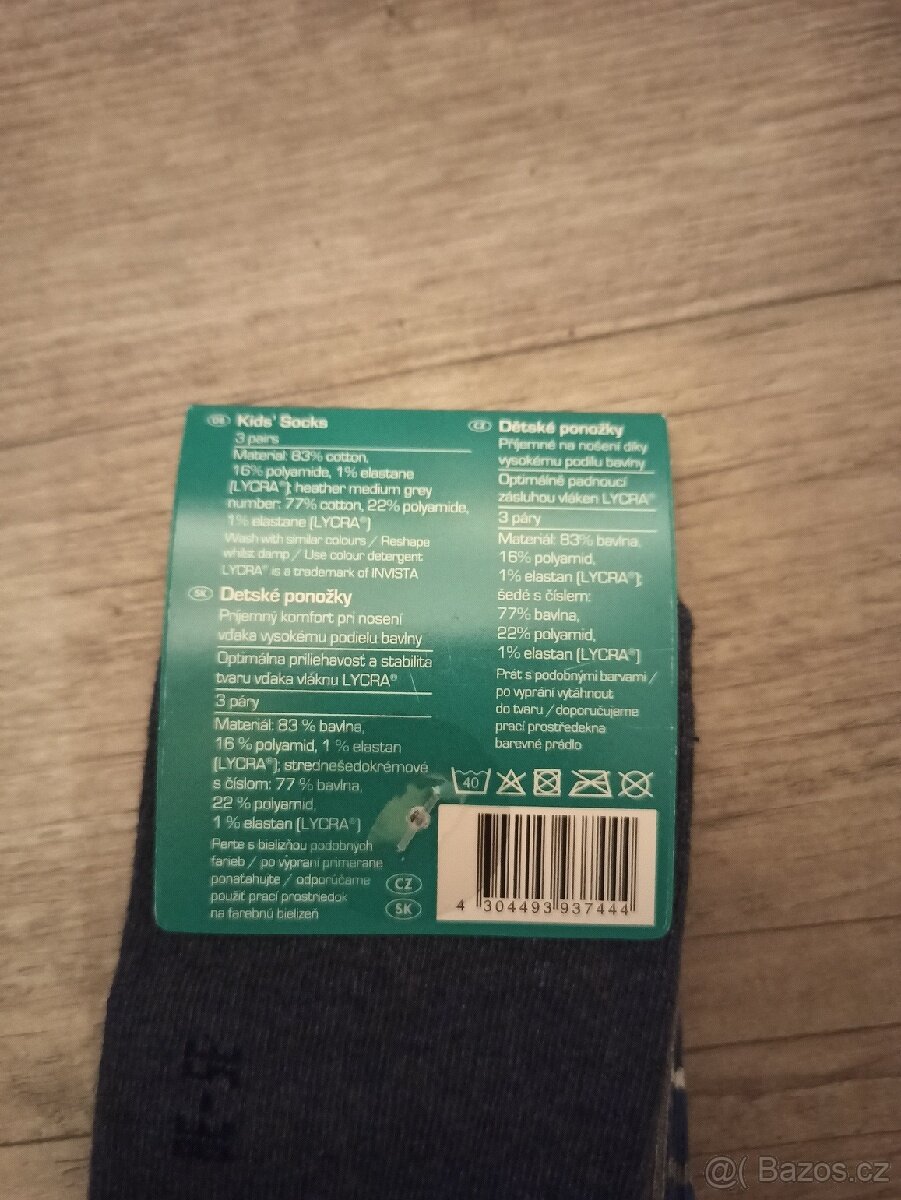 GB Kids' Socks
3 pairs
Material: 83% cotton,
16% polyamide, 1% elastane
(LYCRA®); heather medium grey
number: 77% cotton, 22% polyamide,
1% elastane (LYCRA®)
Wash with similar colours / Reshape
whilst damp / Use colour detergent
LYCRA® is a trademark of INVISTA
SK Detské ponožky
Príjemný komfort pri nosení
vďaka vysokému podielu bavlny
Optimálna priliehavost a stabilita
tvaru vďaka vláknu LYCRA®
3 páry
Materiál: 83 % bavlna,
16 % polyamid, 1 % elastan
(LYCRA®); strednešedokrémové
s číslom: 77 % bavlna,
22 % polyamid,
1 % elastan (LYCRA®)
Perte s bielizňou podobných
farieb / po vypraní primerane
ponaťahujte / odporúčame
použiť prací prostriedok
na farebnú bielizeň
CZ
SK
CZ Dětské ponožky
Příjemné na nošení díky
vysokému podílu bavlny
Optimálně padnoucí
zásluhou vláken LYCRA®
3 páry
Materiál: 83% bavlna,
16% polyamid,
1% elastan (LYCRA®);
šedé s číslem:
77% bavlna,
22% polyamid,
1% elastan (LYCRA®)
Prát s podobnými barvami /
po vyprání vytáhnout
do tvaru / doporučujeme
prací prostředekna
barevné prádlo
40
4 304493 937444
@( Bazos.cz